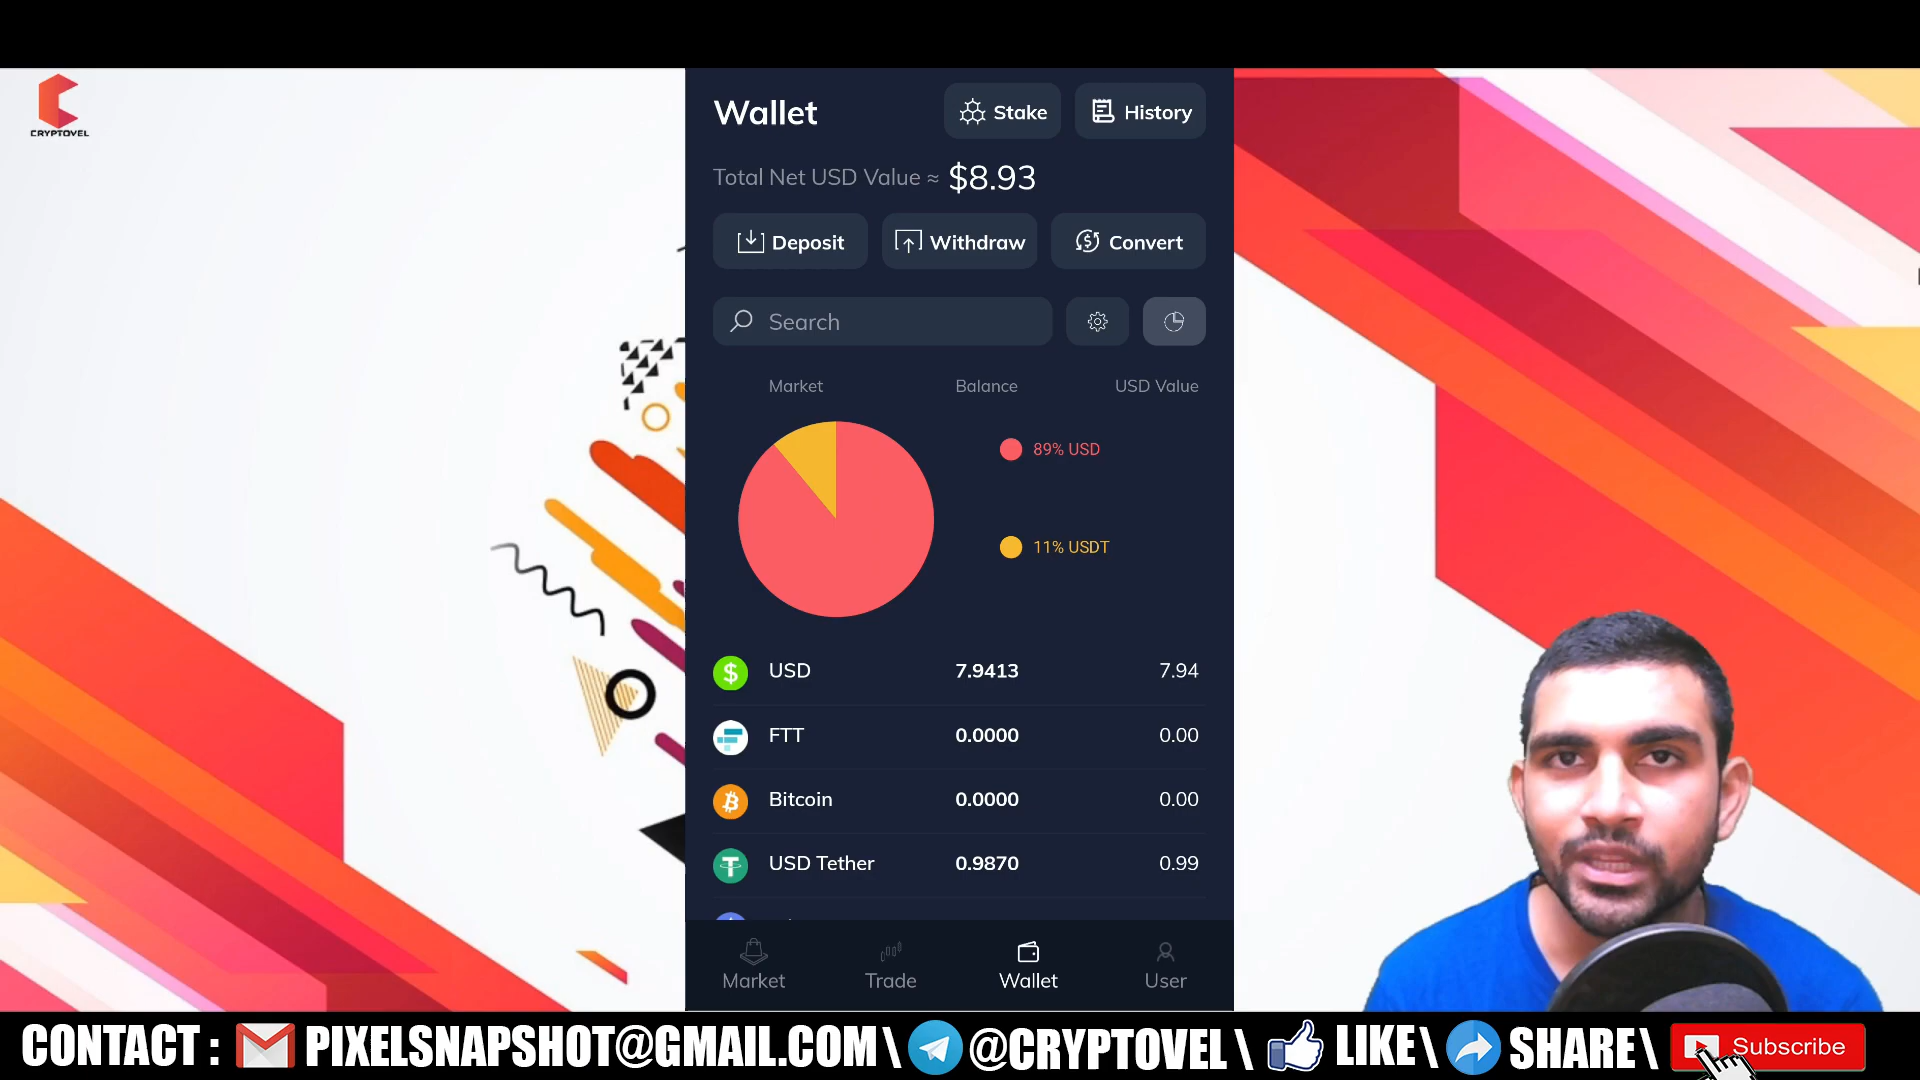 CRYPTOVEL
Wallet
Stake
History
Total Net USD Value ≈ $8.93
Deposit
Withdraw
Convert
Search
Market Balance USD Value
89% USD
11% USDT
USD 7.9413 7.94
FTT 0.0000 0.00
Bitcoin 0.0000 0.00
USD Tether 0.9870 0.99
Market Trade Wallet User
CONTACT : PIXELSNAPSHOT@GMAIL.COM \ @CRYPTOVEL \ LIKE \ SHARE \ Subscribe